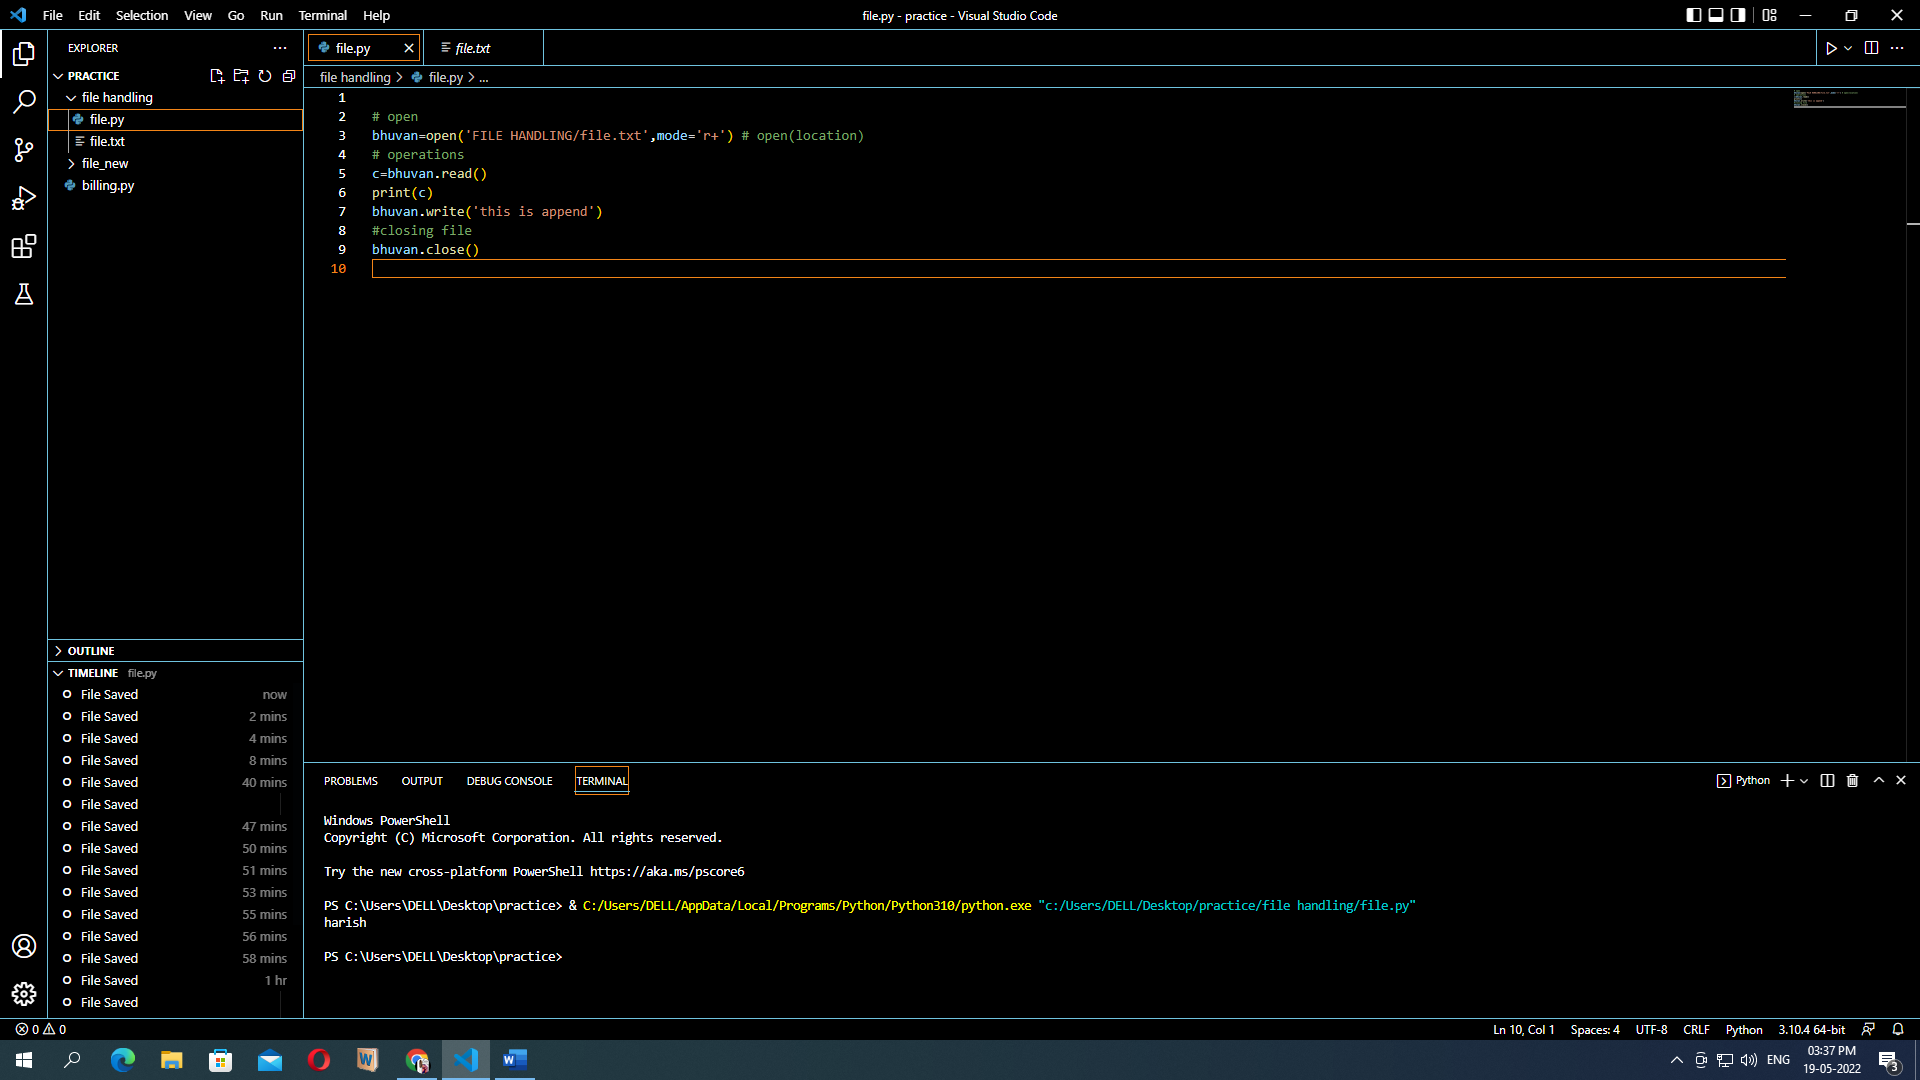 File Edit Selection View Go Run Terminal Help
file.py - practice - Visual Studio Code
EXPLORER
PRACTICE
file handling
file.py
file.txt
file_new
billing.py
OUTLINE
TIMELINE file.py
File Saved now
File Saved 2 mins
File Saved 4 mins
File Saved 8 mins
File Saved 40 mins
File Saved
File Saved 47 mins
File Saved 50 mins
File Saved 51 mins
File Saved 53 mins
File Saved 55 mins
File Saved 56 mins
File Saved 58 mins
File Saved 1 hr
File Saved
file.py file.txt
file handling > file.py > ...
1
2 # open
3 bhuvan=open('FILE HANDLING/file.txt',mode='r+') # open(location)
4 # operations
5 c=bhuvan.read()
6 print(c)
7 bhuvan.write('this is append')
8 #closing file
9 bhuvan.close()
10
PROBLEMS OUTPUT DEBUG CONSOLE TERMINAL
Python
Windows PowerShell
Copyright (C) Microsoft Corporation. All rights reserved.
Try the new cross-platform PowerShell https://aka.ms/pscore6
PS C:\Users\DELL\Desktop\practice> & C:/Users/DELL/AppData/Local/Programs/Python/Python310/python.exe "c:/Users/DELL/Desktop/practice/file handling/file.py"
harish
PS C:\Users\DELL\Desktop\practice>
0 0
Ln 10, Col 1 Spaces: 4 UTF-8 CRLF Python 3.10.4 64-bit
ENG
03:37 PM
19-05-2022
3